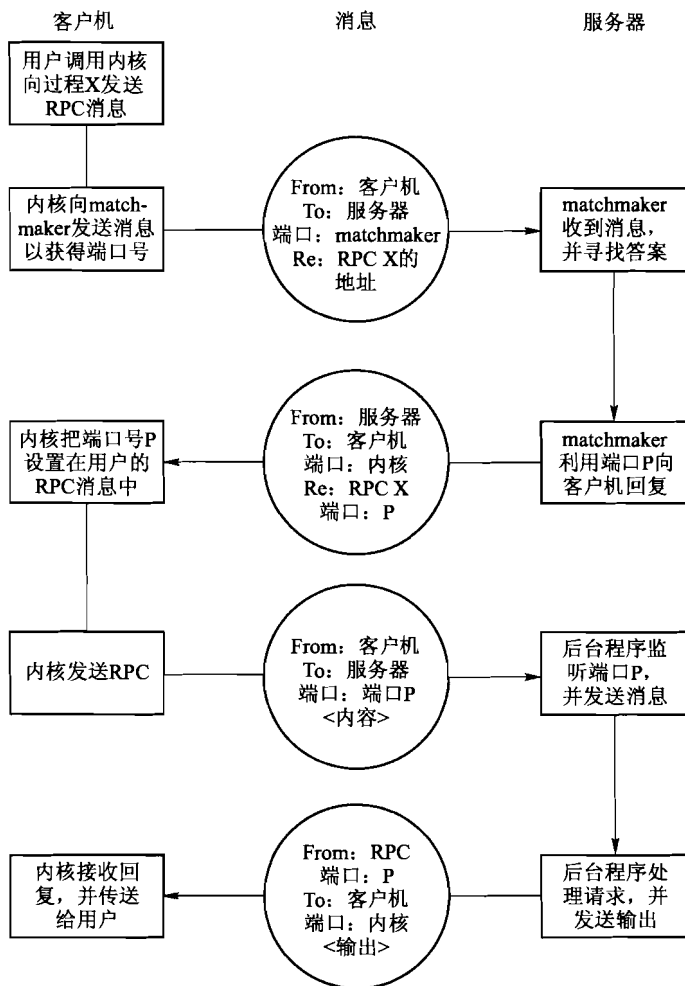 客户机
消息
服务器
用户调用内核
向过程X发送
RPC消息
内核向match-
maker发送消息
以获得端口号
From：客户机
To：服务器
端口：matchmaker
Re：RPC X的
地址
matchmaker
收到消息，
并寻找答案
内核把端口号P
设置在用户的
RPC消息中
From：服务器
To：客户机
端口：内核
Re：RPC X
端口：P
matchmaker
利用端口P向
客户机回复
内核发送RPC
From：客户机
To：服务器
端口：端口P
<内容>
后台程序监
听端口P，
并发送消息
内核接收回
复，并传送
给用户
From：RPC
端口：P
To：客户机
端口：内核
<输出>
后台程序处
理请求，并
发送输出